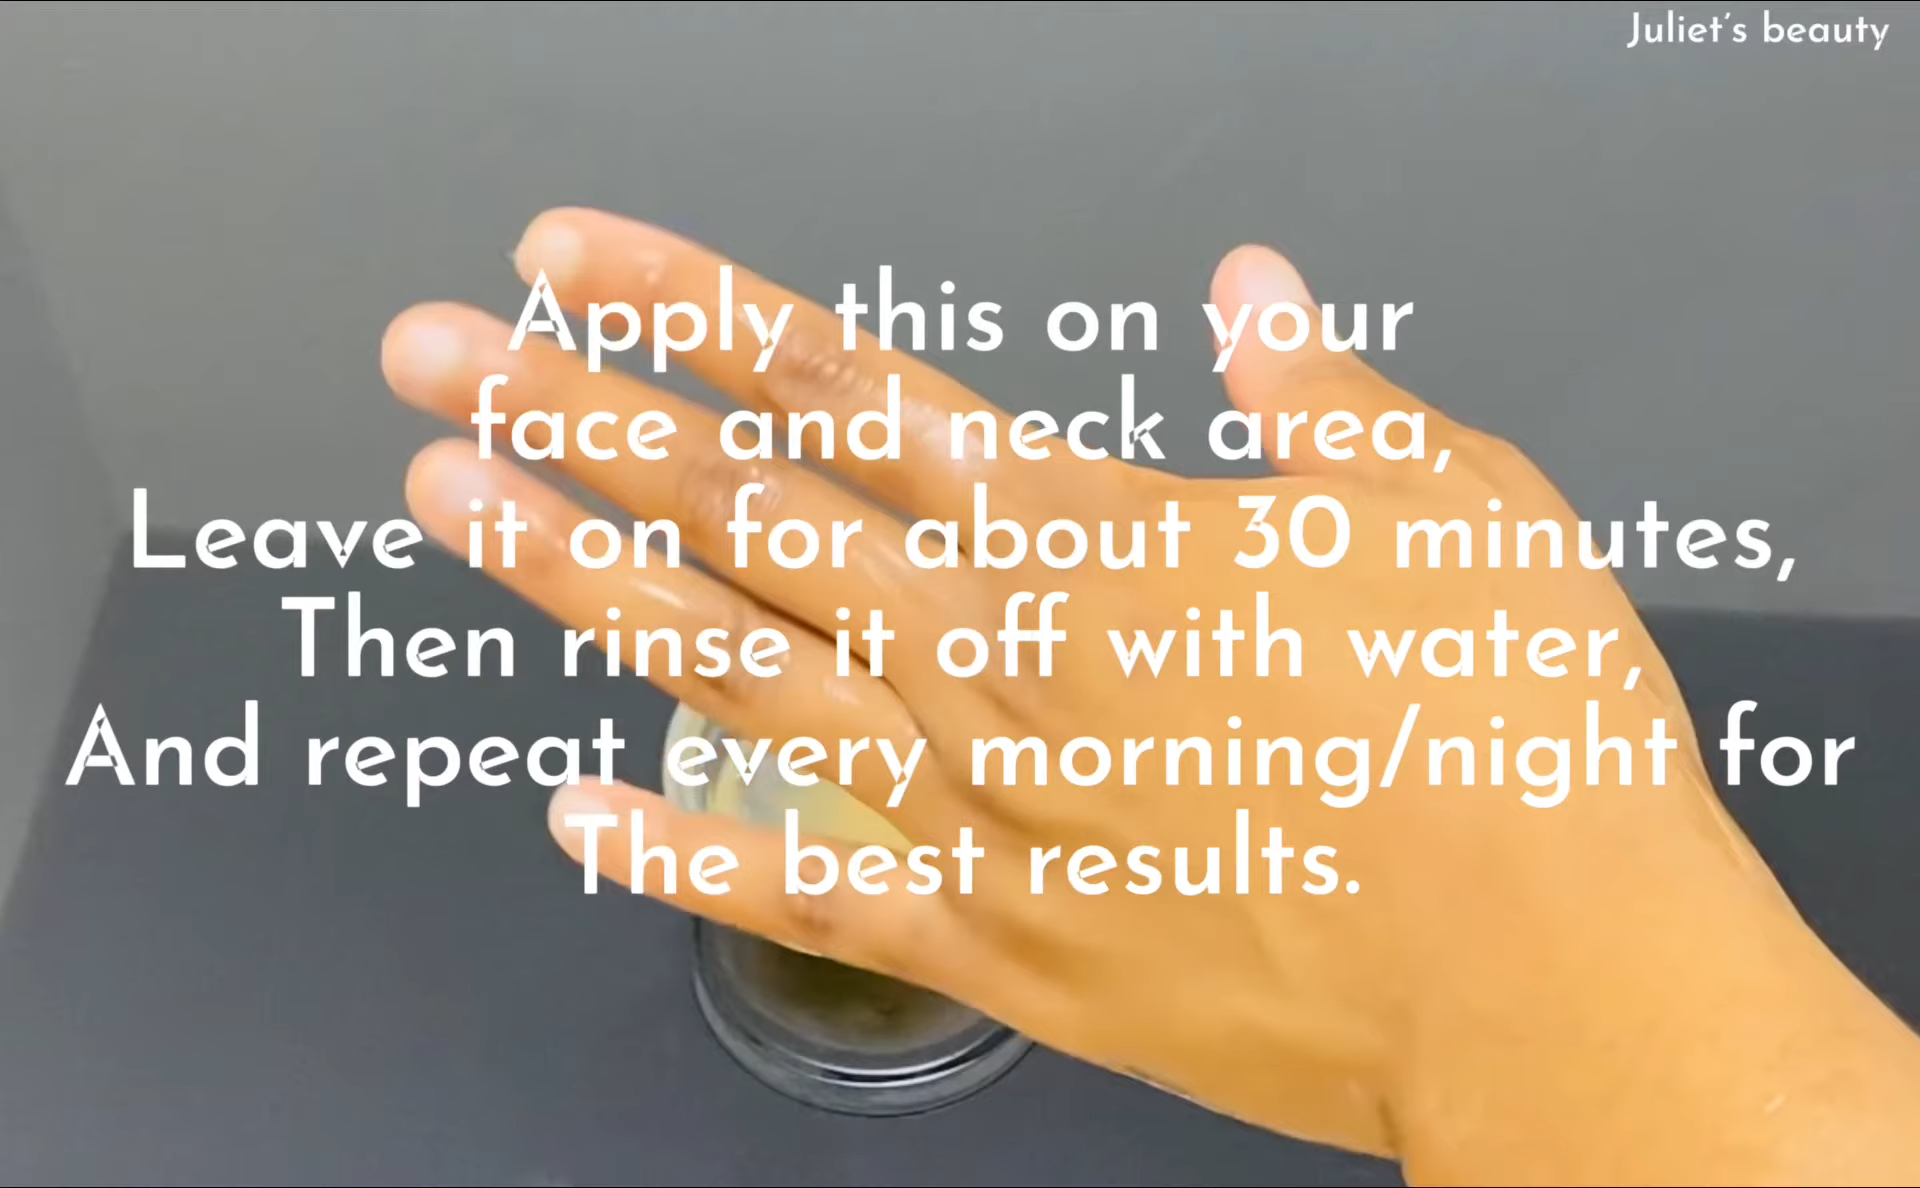 Juliet's beauty
Apply this on your
face and neck area,
Leave it on for about 30 minutes,
Then rinse it off with water,
And repeat every morning/night for
The best results.